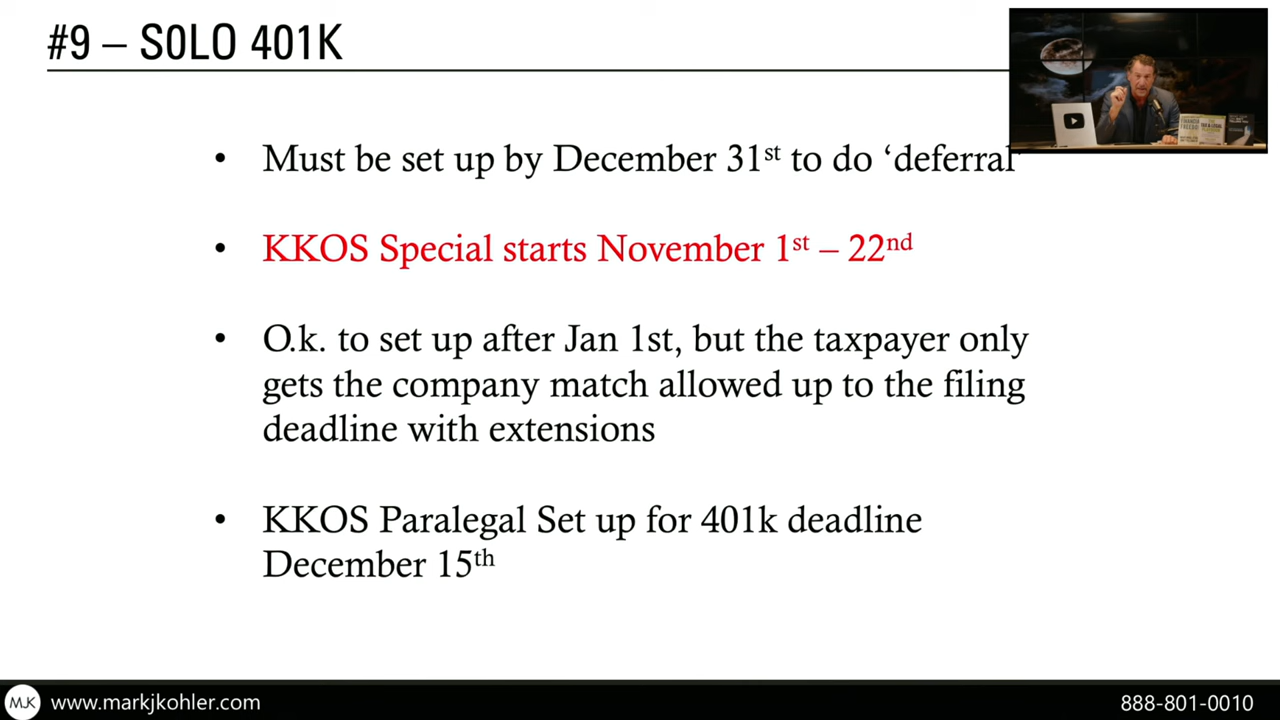 #9 – S0LO 401K
• Must be set up by December 31st to do ‘deferral’
• KKOS Special starts November 1st – 22nd
• O.k. to set up after Jan 1st, but the taxpayer only
gets the company match allowed up to the filing
deadline with extensions
• KKOS Paralegal Set up for 401k deadline
December 15th
MJK www.markjkohler.com
888-801-0010